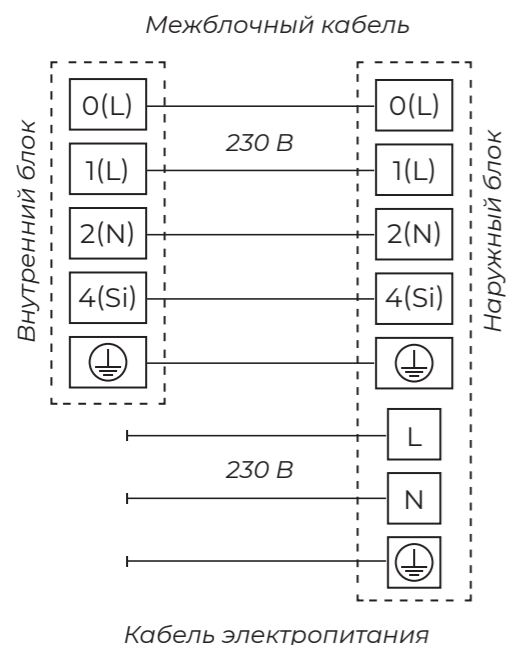 Межблочный кабель
Внутренний блок
Наружный блок
0(L) 0(L)
230 В
1(L) 1(L)
2(N) 2(N)
4(Si) 4(Si)
L
230 В
N
Кабель электропитания